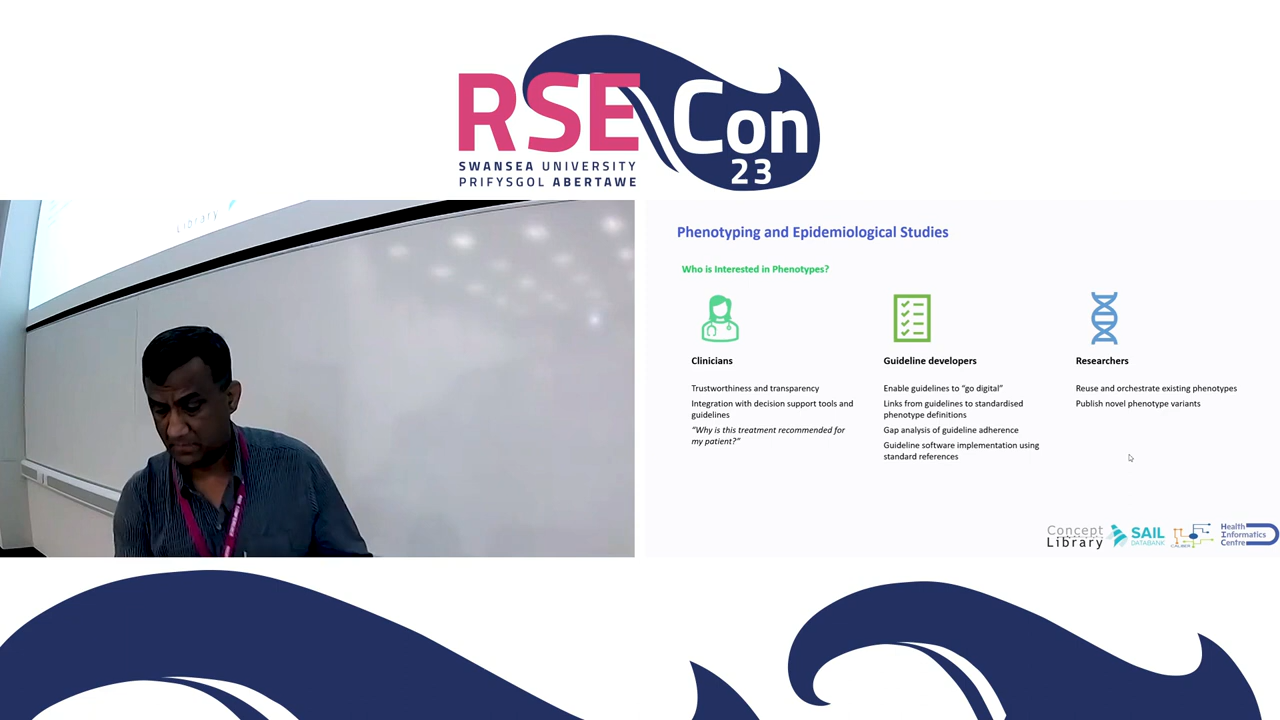 RSE Con
23
SWANSEA UNIVERSITY
PRIFYSGOL ABERTAWE
Library
Phenotyping and Epidemiological Studies
Who is Interested in Phenotypes?
Clinicians
Trustworthiness and transparency
Integration with decision support tools and
guidelines
"Why is this treatment recommended for
my patient?"
Guideline developers
Enable guidelines to "go digital"
Links from guidelines to standardised
phenotype definitions
Gap analysis of guideline adherence
Guideline software implementation using
standard references
Researchers
Reuse and orchestrate existing phenotypes
Publish novel phenotype variants
Concept
Library
SAIL
DATABANK
Health
Informatics
Centre